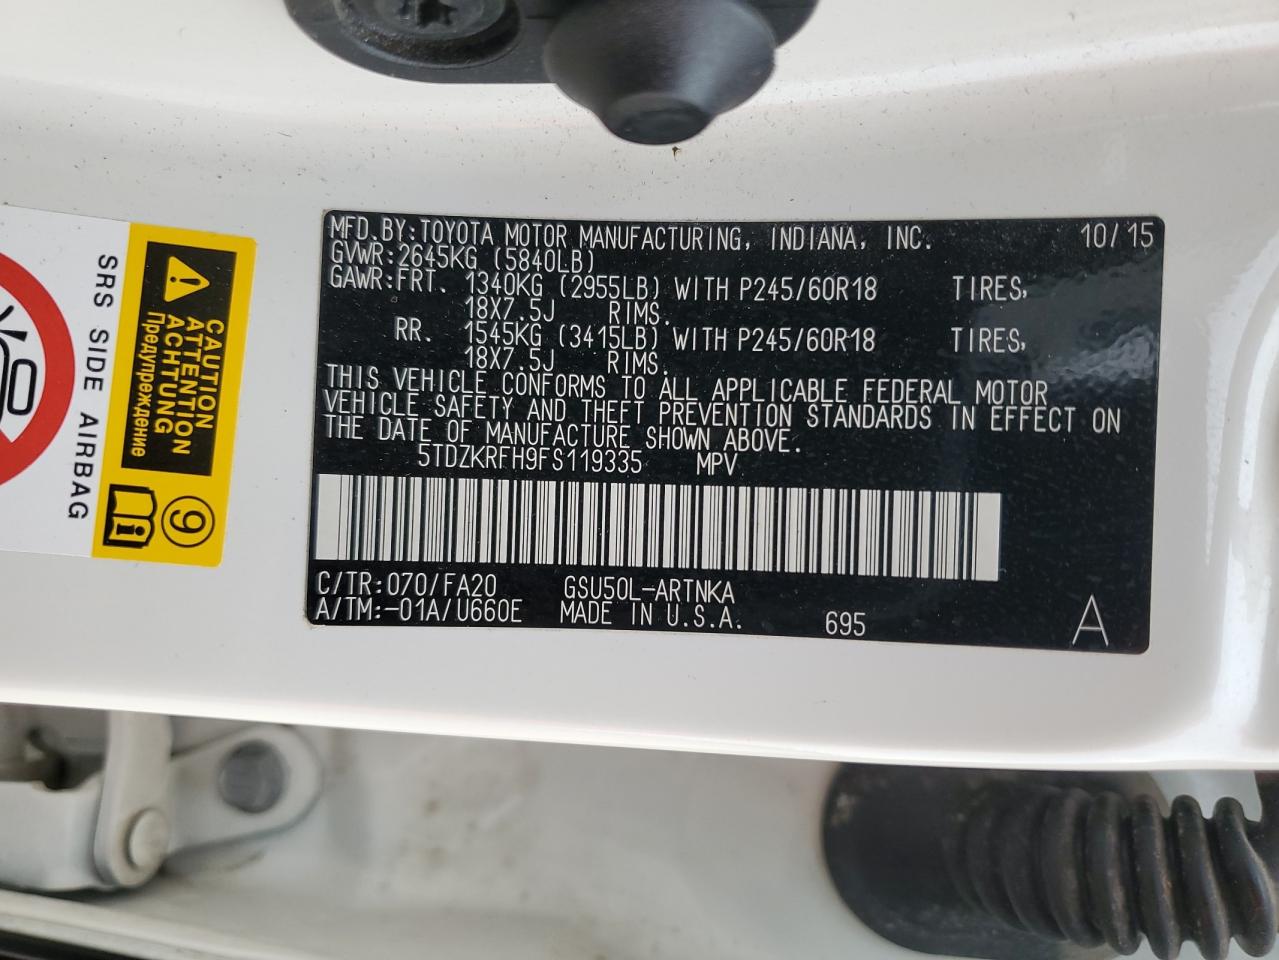 MFD.BY:TOYOTA MOTOR MANUFACTURING, INDIANA, INC. 10/15
GVWR:2645KG (5840LB)
GAWR:FRT. 1340KG (2955LB) WITH P245/60R18 TIRES,
18X7.5J RIMS.
RR. 1545KG (3415LB) WITH P245/60R18 TIRES,
18X7.5J RIMS.
THIS VEHICLE CONFORMS TO ALL APPLICABLE FEDERAL MOTOR
VEHICLE SAFETY AND THEFT PREVENTION STANDARDS IN EFFECT ON
THE DATE OF MANUFACTURE SHOWN ABOVE.
5TDZKRFH9FS119335 MPV
C/TR:070/FA20 GSU50L-ARTNKA
A/TM:-01A/U660E MADE IN U.S.A. 695 A
CAUTION
ATTENTION
ACHTUNG
Предупреждение
9
SRS SIDE AIRBAG